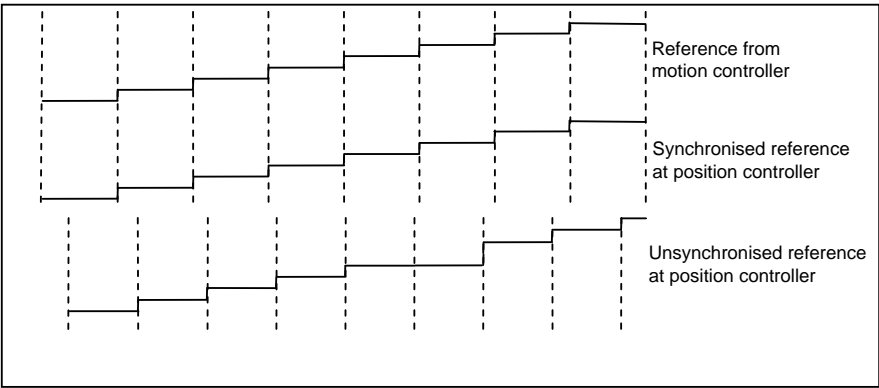 Reference from
motion controller
Synchronised reference
at position controller
Unsynchronised reference
at position controller